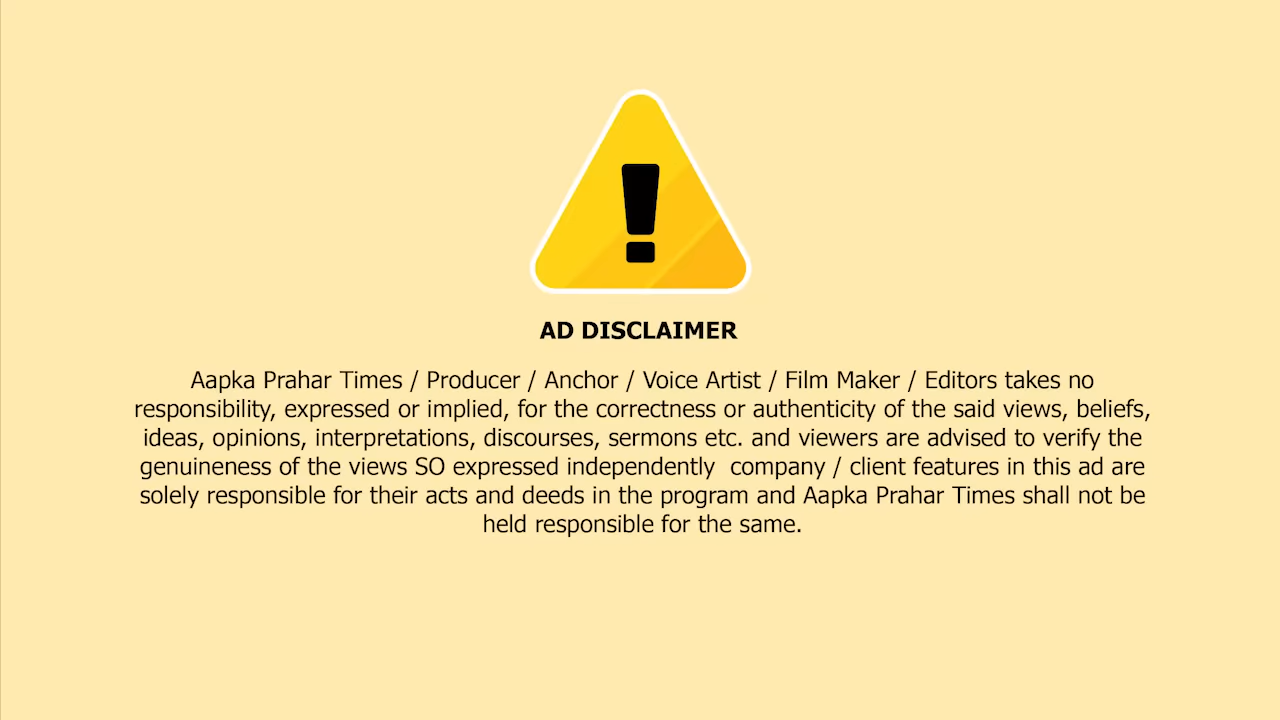 AD DISCLAIMER
Aapka Prahar Times / Producer / Anchor / Voice Artist / Film Maker / Editors takes no
responsibility, expressed or implied, for the correctness or authenticity of the said views, beliefs,
ideas, opinions, interpretations, discourses, sermons etc. and viewers are advised to verify the
genuineness of the views SO expressed independently  company / client features in this ad are
solely responsible for their acts and deeds in the program and Aapka Prahar Times shall not be
held responsible for the same.